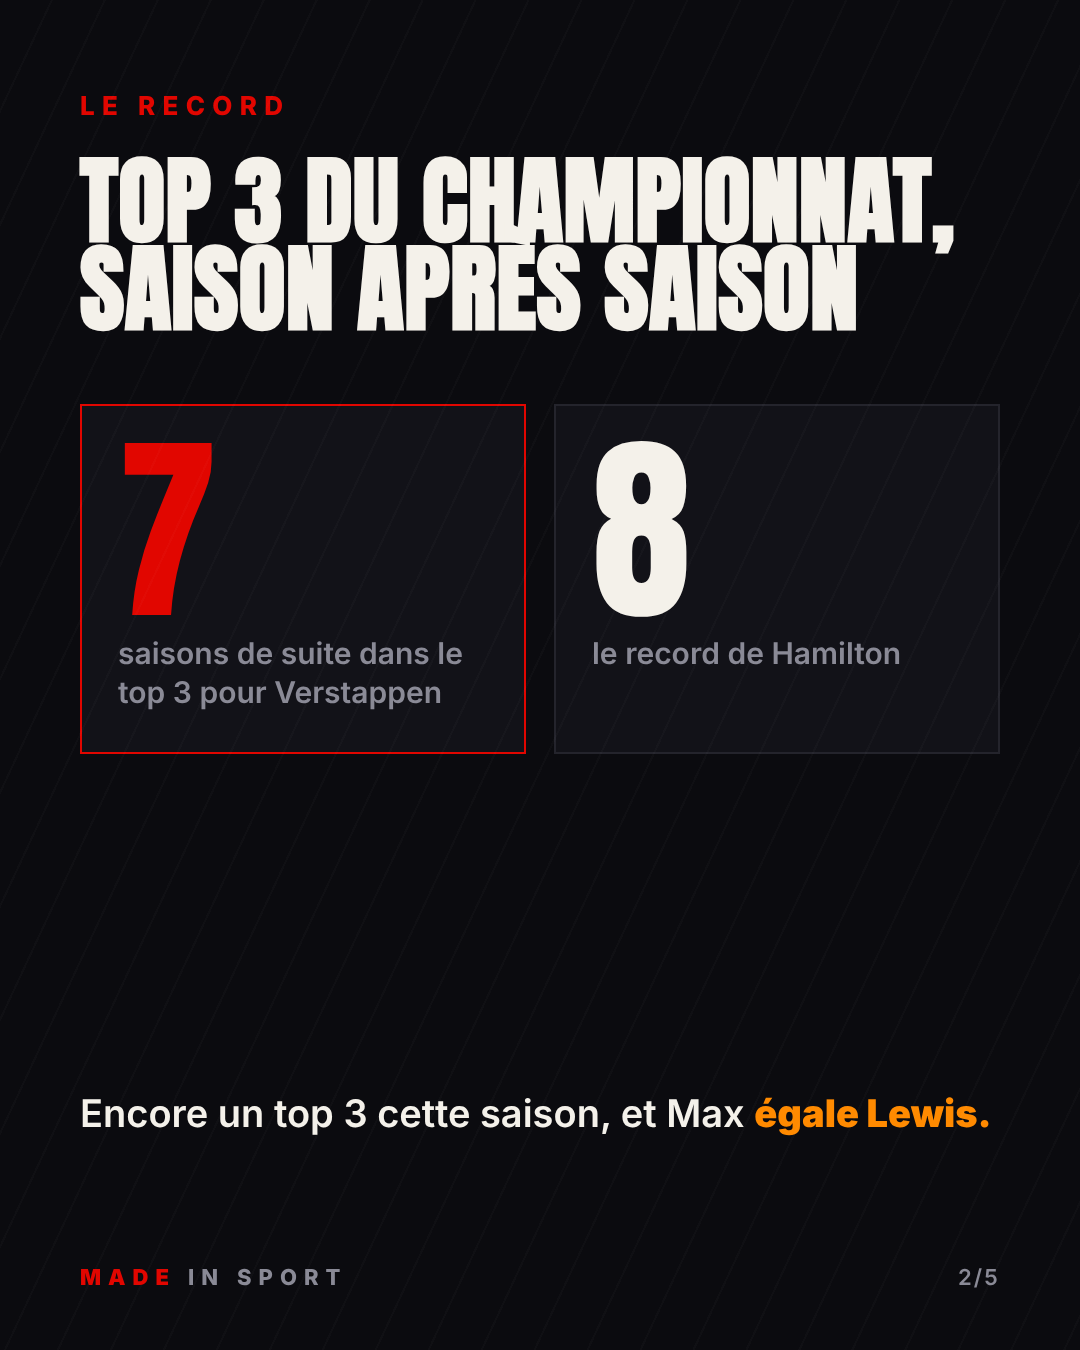 LE RECORD
TOP 3 DU CHAMPIONNAT,
SAISON APRÈS SAISON
7
saisons de suite dans le
top 3 pour Verstappen
8
le record de Hamilton
Encore un top 3 cette saison, et Max égale Lewis.
MADE IN SPORT
2/5